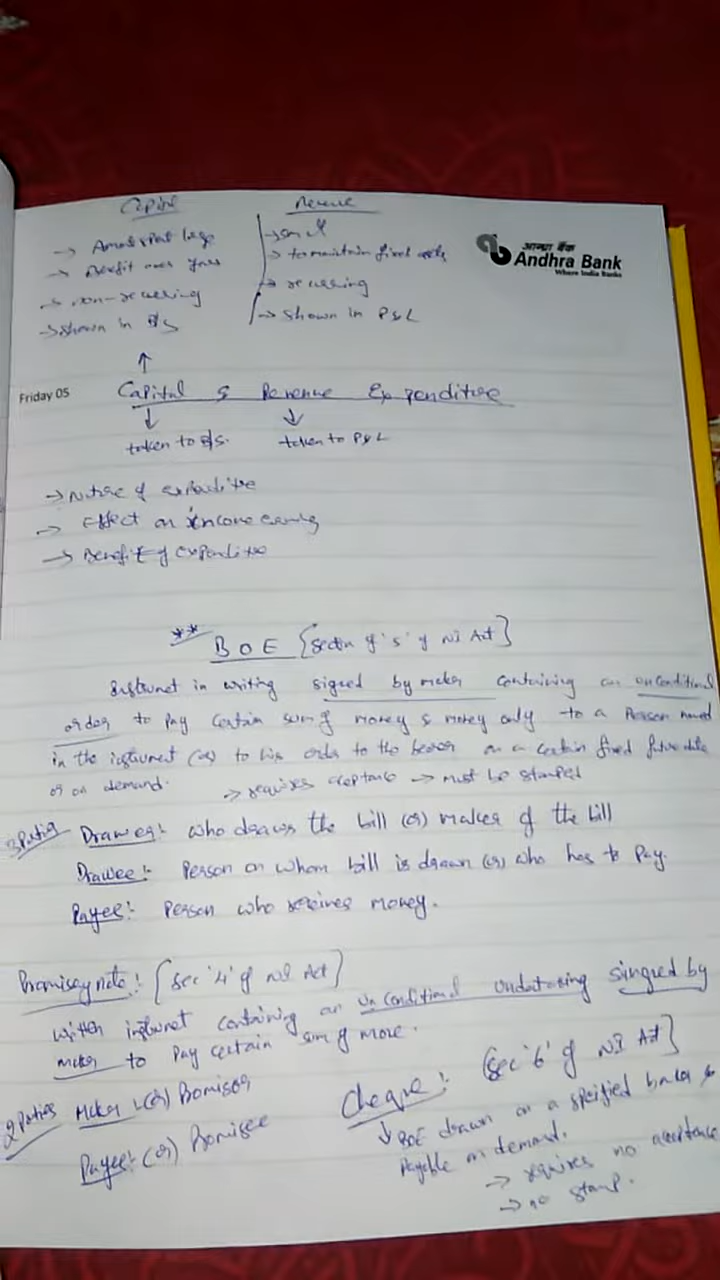 Capital
→ Amount spent large
→ Benefit over years
→ non-recurring
→ shown in B/S
Revenue
→ small
→ to maintain fixed assets
→ recurring
→ shown in P&L
आन्ध्रा बैंक
Andhra Bank
Where India Banks
Friday 05
Capital & Revenue Expenditure
taken to B/S. taken to P&L
→ Nature of expenditure
→ Effect on income earning
→ Benefit of expenditure
** BOE [section of '5' of NI Act]
Instrument in writing signed by maker containing an unconditional
order to pay certain sum of money & money only to a Person named
in the instrument (or) to his order to the bearer on a certain fixed future date
or on demand. → requires acceptance → must be stamped
3 Parties Drawer:- who draws the bill (or) maker of the bill
Drawee:- Person on whom bill is drawn (or) who has to pay.
Payee:- Person who receives money.
Promisey note:- [sec '4' of NI Act]
written instrument containing an unconditional undertaking singred by
maker to pay certain sum of money.
2 Parties Maker (or) Promisor
Payee:- (or) Promisee
Cheque:- [sec '6' of NI Act]
↓ BOE drawn on a specified banker &
Payable on demand.
→ requires no acceptance
→ no stamp.